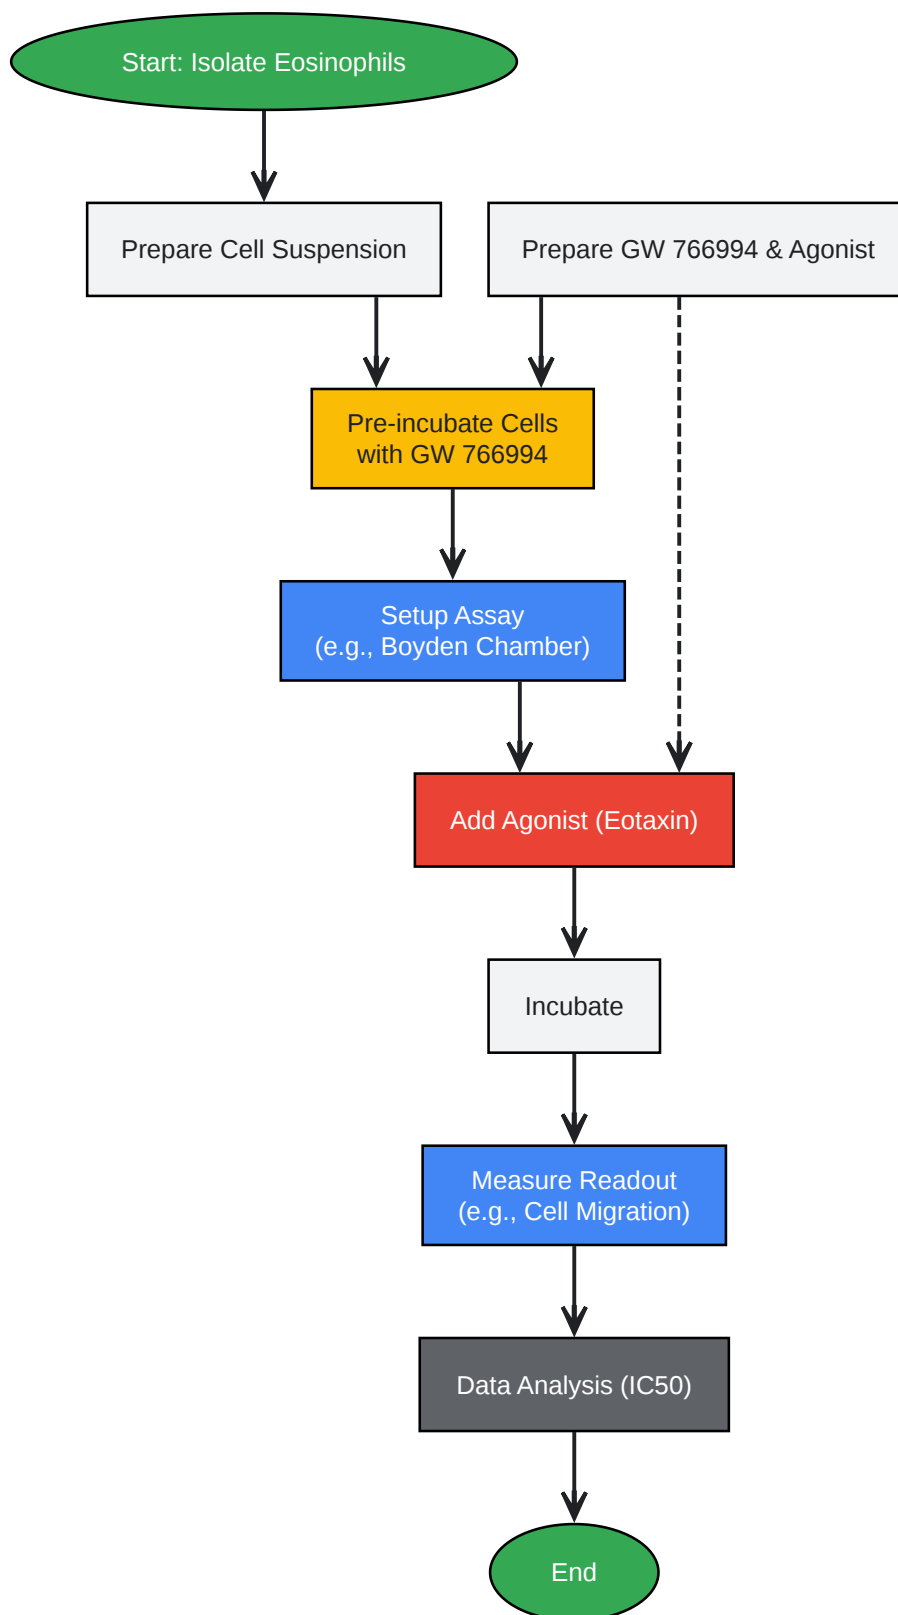 Start: Isolate Eosinophils
Prepare Cell Suspension
Prepare GW 766994 & Agonist
Pre-incubate Cells
with GW 766994
Setup Assay
(e.g., Boyden Chamber)
Add Agonist (Eotaxin)
Incubate
Measure Readout
(e.g., Cell Migration)
Data Analysis (IC50)
End